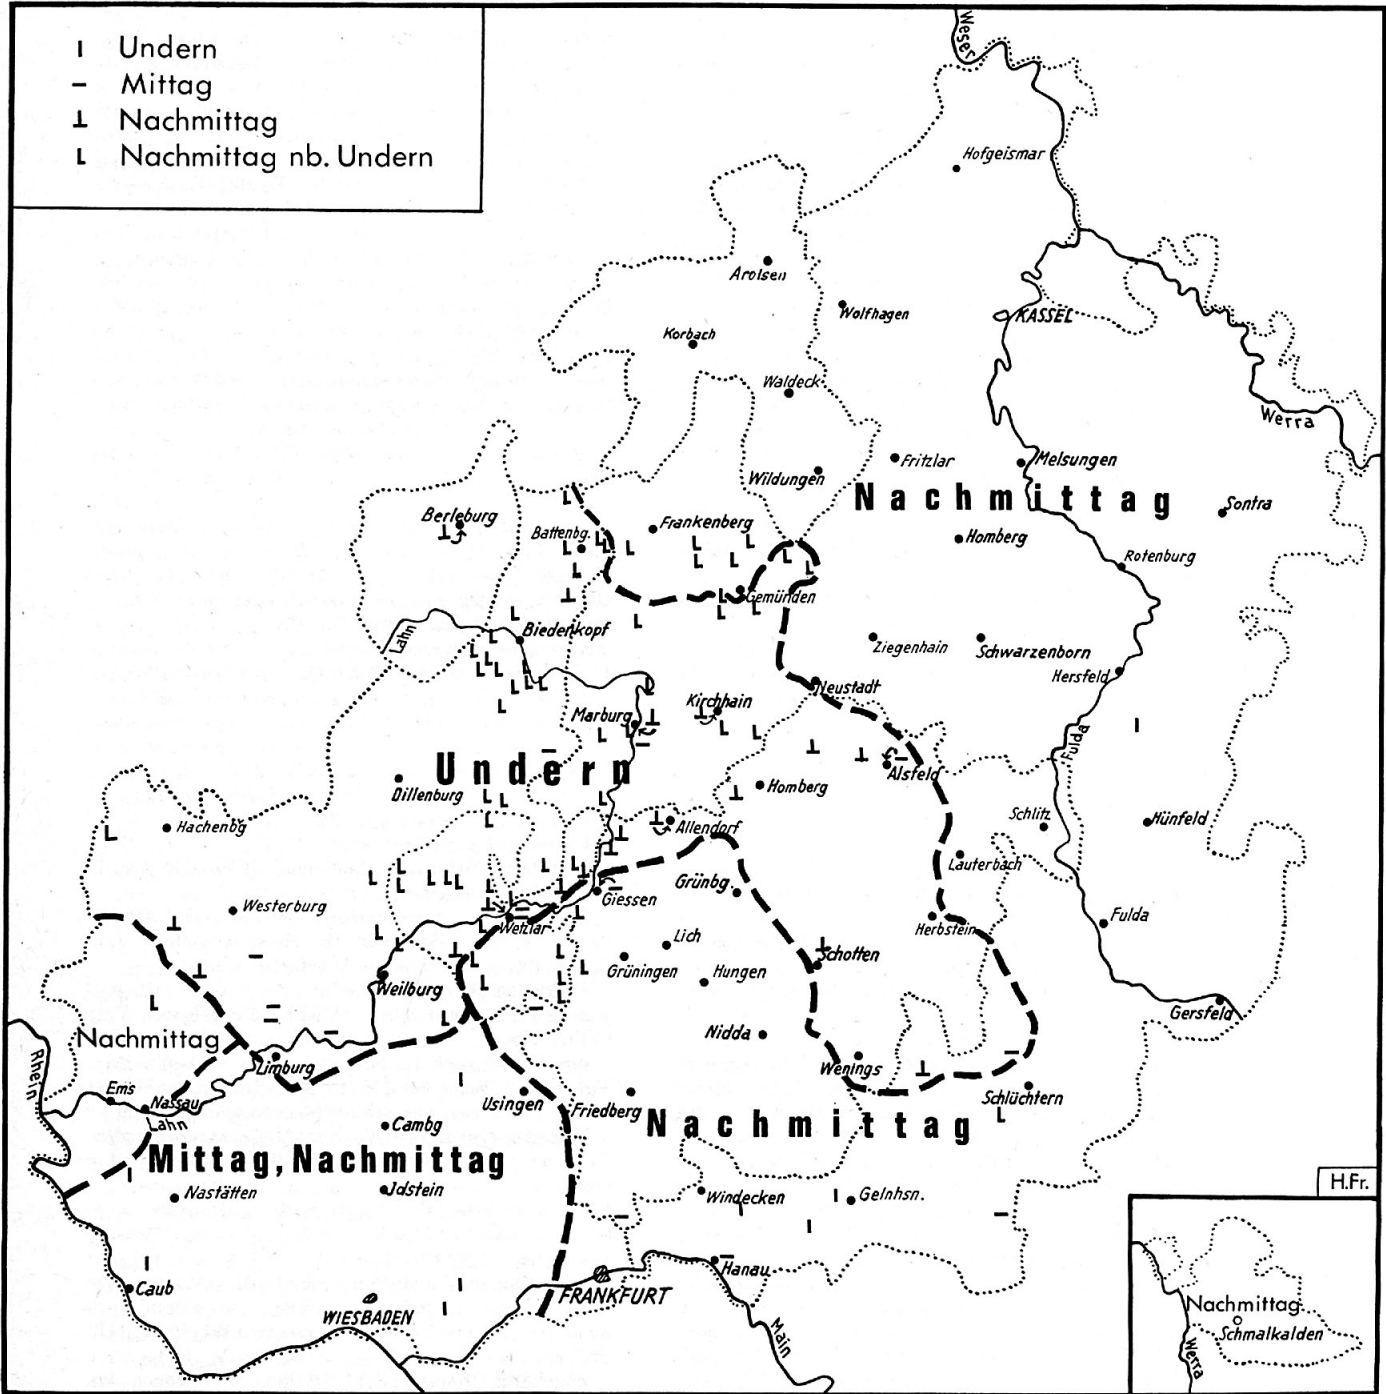 Undern
Mittag
Nachmittag
Nachmittag nb. Undern
Weser
Hofgeismar
Arolsen
Wolfhagen
KASSEL
Korbach
Waldeck
Werra
Fritzlar
Melsungen
Wildungen
Nachmittag
Sontra
Berleburg
Battenbg.
Frankenberg
Homberg
Rotenburg
Gemünden
Lahn
Biedenkopf
Ziegenhain
Schwarzenborn
Hersfeld
Neustadt
Kirchhain
Marburg
Fulda
Undern
Alsfeld
Dillenburg
Homberg
Hachenbg
Allendorf
Schlitz
Hünfeld
Lauterbach
Grünbg.
Giessen
Westerburg
Wetzlar
Herbstein
Fulda
Lich
Schotten
Grüningen
Hungen
Weilburg
Gersfeld
Nachmittag
Nidda
Rhein
Limburg
Wenings
Ems
Nassau
Usingen
Friedberg
Schlüchtern
Lahn
Cambg
Nachmittag
Mittag, Nachmittag
Nastätten
Jdstein
Windecken
Gelnhsn.
H.Fr.
Hanau
Caub
FRANKFURT
WIESBADEN
Main
Nachmittag
Schmalkalden
Werra